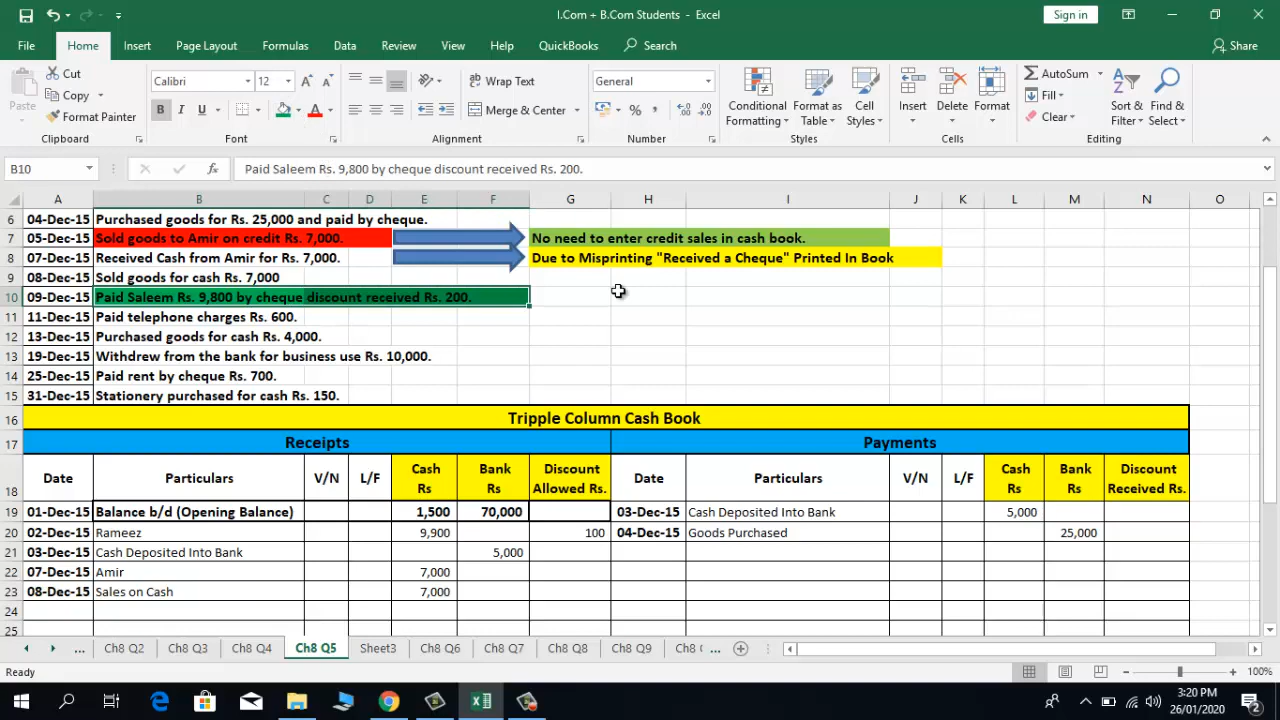 I.Com + B.Com Students - Excel
Sign in
File Home Insert Page Layout Formulas Data Review View Help QuickBooks Search Share
Paste
Cut
Copy
Format Painter
Clipboard
Calibri 12
B I U
Font
Wrap Text
Merge & Center
Alignment
General
Number
Conditional Formatting
Format as Table
Cell Styles
Styles
Insert Delete Format
Cells
AutoSum
Fill
Clear
Sort & Filter
Find & Select
Editing
B10 fx Paid Saleem Rs. 9,800 by cheque discount received Rs. 200.
A B C D E F G H I J K L M N O
6 04-Dec-15 Purchased goods for Rs. 25,000 and paid by cheque.
7 05-Dec-15 Sold goods to Amir on credit Rs. 7,000. No need to enter credit sales in cash book.
8 07-Dec-15 Received Cash from Amir for Rs. 7,000. Due to Misprinting "Received a Cheque" Printed In Book
9 08-Dec-15 Sold goods for cash Rs. 7,000
10 09-Dec-15 Paid Saleem Rs. 9,800 by cheque discount received Rs. 200.
11 11-Dec-15 Paid telephone charges Rs. 600.
12 13-Dec-15 Purchased goods for cash Rs. 4,000.
13 19-Dec-15 Withdrew from the bank for business use Rs. 10,000.
14 25-Dec-15 Paid rent by cheque Rs. 700.
15 31-Dec-15 Stationery purchased for cash Rs. 150.
16 Tripple Column Cash Book
17 Receipts Payments
18 Date Particulars V/N L/F Cash Rs Bank Rs Discount Allowed Rs. Date Particulars V/N L/F Cash Rs Bank Rs Discount Received Rs.
19 01-Dec-15 Balance b/d (Opening Balance) 1,500 70,000 03-Dec-15 Cash Deposited Into Bank 5,000
20 02-Dec-15 Rameez 9,900 100 04-Dec-15 Goods Purchased 25,000
21 03-Dec-15 Cash Deposited Into Bank 5,000
22 07-Dec-15 Amir 7,000
23 08-Dec-15 Sales on Cash 7,000
24
25
... Ch8 Q2 Ch8 Q3 Ch8 Q4 Ch8 Q5 Sheet3 Ch8 Q6 Ch8 Q7 Ch8 Q8 Ch8 Q9 Ch8 ( ...
Ready 100%
3:20 PM
26/01/2020
2